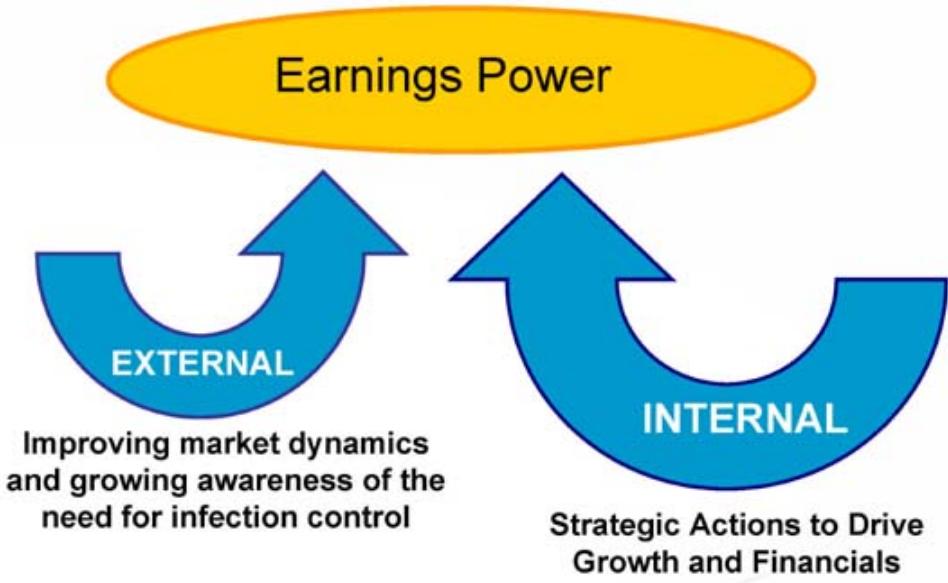 Earnings Power
EXTERNAL
Improving market dynamics
and growing awareness of the
need for infection control
INTERNAL
Strategic Actions to Drive
Growth and Financials